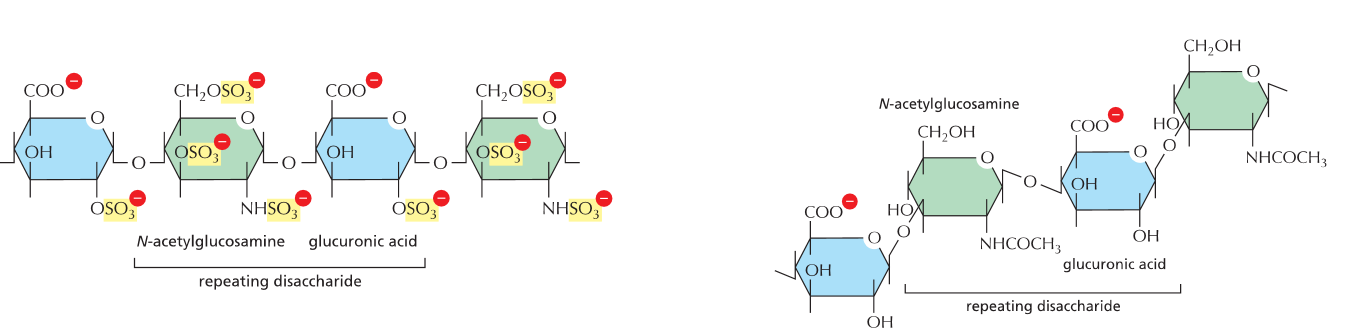 COO −
CH₂OSO₃ −
COO −
CH₂OSO₃ −
O
O
O
O
OH
OSO₃ −
OH
OSO₃ −
O
O
O
OSO₃ −
NHSO₃ −
OSO₃ −
NHSO₃ −
N-acetylglucosamine
glucuronic acid
repeating disaccharide
CH₂OH
O
N-acetylglucosamine
COO −
HO
CH₂OH
O
O
O
NHCOCH₃
O
OH
COO −
HO
O
OH
O
NHCOCH₃
glucuronic acid
OH
repeating disaccharide
OH